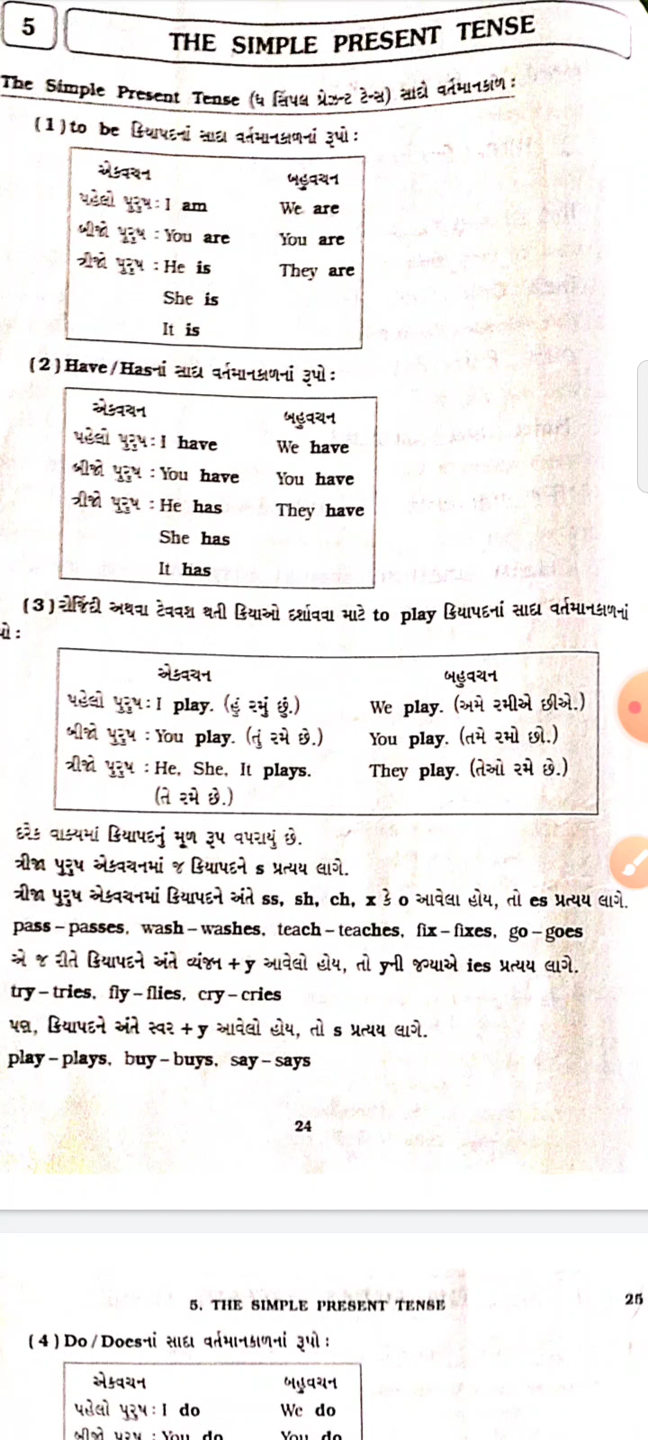 5
THE SIMPLE PRESENT TENSE
The Simple Present Tense (ધ સિંપલ પ્રેઝન્ટ ટેન્સ) સાદો વર્તમાનકાળ :
(1) to be ક્રિયાપદનાં સાદા વર્તમાનકાળનાં રૂપો :
એકવચન બહુવચન
પહેલો પુરુષ : I am We are
બીજો પુરુષ : You are You are
ત્રીજો પુરુષ : He is They are
She is
It is
(2) Have/Hasનાં સાદા વર્તમાનકાળનાં રૂપો :
એકવચન બહુવચન
પહેલો પુરુષ : I have We have
બીજો પુરુષ : You have You have
ત્રીજો પુરુષ : He has They have
She has
It has
(3) રોજિંદી અથવા ટેવવશ થતી ક્રિયાઓ દર્શાવવા માટે to play ક્રિયાપદનાં સાદા વર્તમાનકાળનાં
પો :
એકવચન બહુવચન
પહેલો પુરુષ : I play. (હું રમું છું.) We play. (અમે રમીએ છીએ.)
બીજો પુરુષ : You play. (તું રમે છે.) You play. (તમે રમો છો.)
ત્રીજો પુરુષ : He, She, It plays. They play. (તેઓ રમે છે.)
(તે રમે છે.)
દરેક વાક્યમાં ક્રિયાપદનું મૂળ રૂપ વપરાયું છે.
ત્રીજા પુરુષ એકવચનમાં જ ક્રિયાપદને s પ્રત્યય લાગે.
ત્રીજા પુરુષ એકવચનમાં ક્રિયાપદને અંતે ss, sh, ch, x કે o આવેલા હોય, તો es પ્રત્યય લાગે.
pass – passes, wash – washes, teach – teaches, fix – fixes, go – goes
એ જ રીતે ક્રિયાપદને અંતે વ્યંજન + y આવેલો હોય, તો yની જગ્યાએ ies પ્રત્યય લાગે.
try – tries, fly – flies, cry – cries
પણ, ક્રિયાપદને અંતે સ્વર + y આવેલો હોય, તો s પ્રત્યય લાગે.
play – plays, buy – buys, say – says
24
5. THE SIMPLE PRESENT TENSE 25
(4) Do/Doesનાં સાદા વર્તમાનકાળનાં રૂપો :
એકવચન બહુવચન
પહેલો પુરુષ : I do We do
બીજો પુરુષ : You do You do